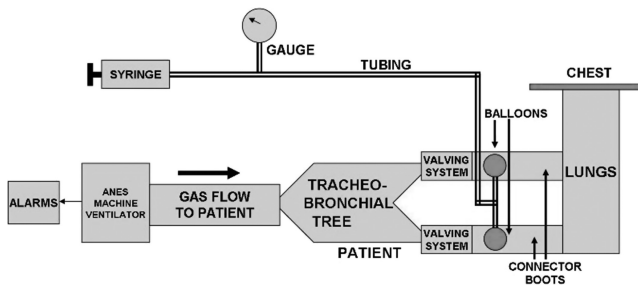 GAUGE
SYRINGE
TUBING
CHEST
BALLOONS
ALARMS
ANES
MACHINE
VENTILATOR
GAS FLOW
TO PATIENT
TRACHEO-
BRONCHIAL
TREE
PATIENT
VALVING
SYSTEM
VALVING
SYSTEM
LUNGS
CONNECTOR
BOOTS